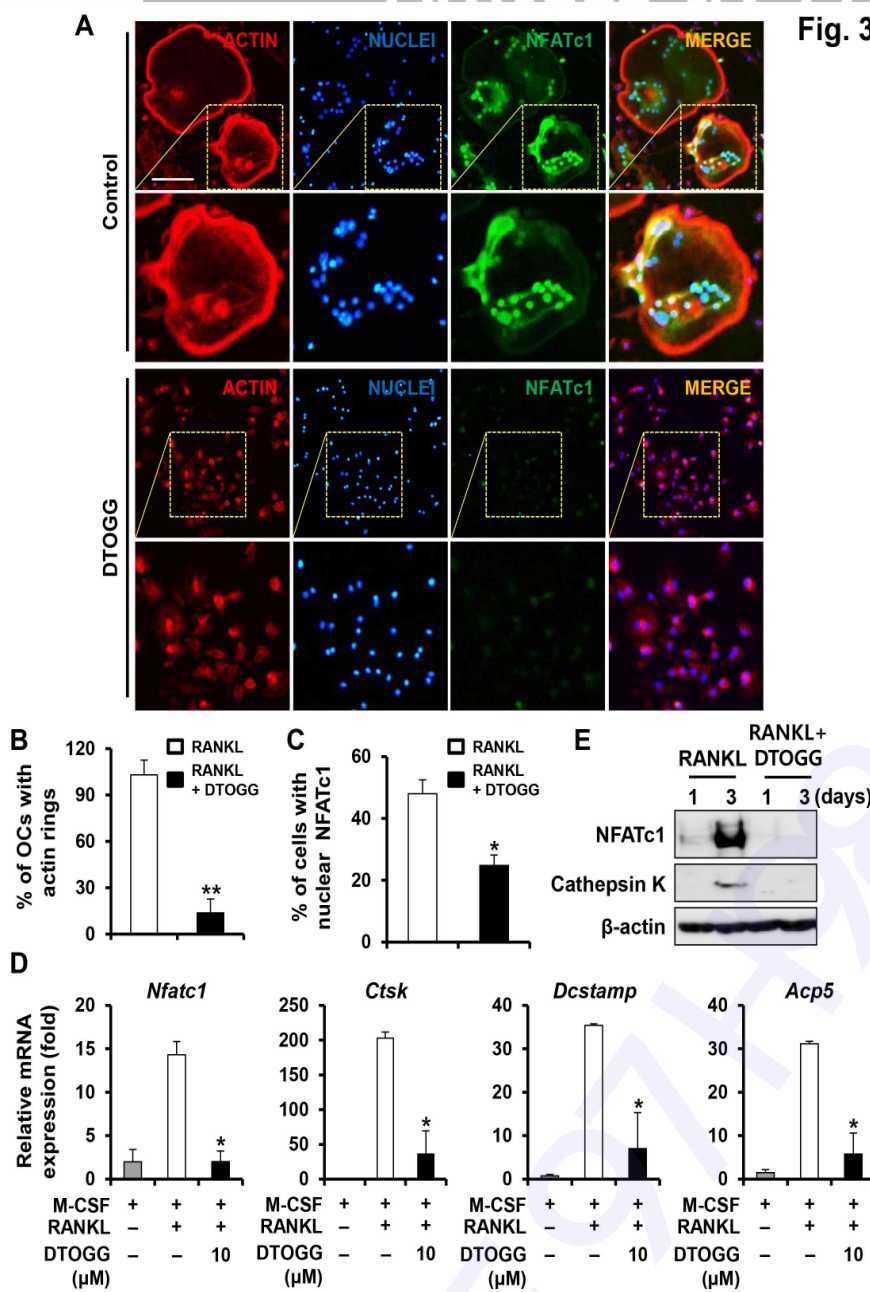 Fig. 3
A
ACTIN NUCLEI NFATc1 MERGE
Control
ACTIN NUCLEI NFATc1 MERGE
DTOGG
B
% of OCs with
actin rings
120
90
60
30
0
**
RANKL
RANKL
+ DTOGG
C
% of cells with
nuclear NFATc1
60
40
20
0
*
RANKL
RANKL
+ DTOGG
E
RANKL RANKL+
DTOGG
1 3 1 3 (days)
NFATc1
Cathepsin K
β-actin
D
Relative mRNA
expression (fold)
Nfatc1
20
15
10
5
0
*
M-CSF + + +
RANKL – + +
DTOGG – – 10
(μM)
Ctsk
250
200
150
100
50
0
*
M-CSF + + +
RANKL – + +
DTOGG – – 10
(μM)
Dcstamp
40
30
20
10
0
*
M-CSF + + +
RANKL – + +
DTOGG – – 10
(μM)
Acp5
40
30
20
10
0
*
M-CSF + + +
RANKL – + +
DTOGG – – 10
(μM)